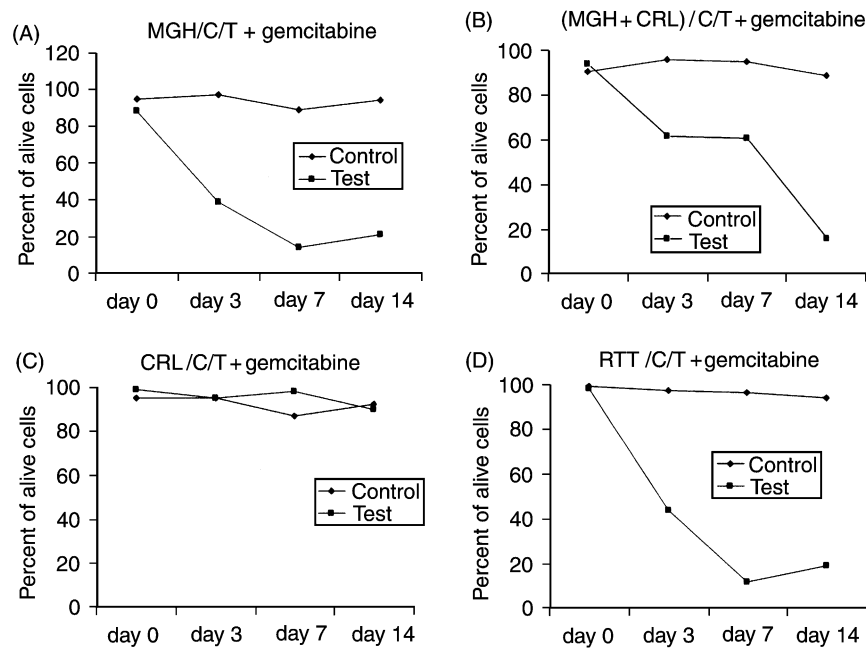 (A)
MGH/C/T + gemcitabine
Percent of alive cells
120
100
80
60
40
20
0
day 0 day 3 day 7 day 14
Control
Test
(B)
(MGH + CRL) / C/T + gemcitabine
Percent of alive cells
100
80
60
40
20
0
day 0 day 3 day 7 day 14
Control
Test
(C)
CRL /C/T + gemcitabine
Percent of alive cells
100
80
60
40
20
0
day 0 day 3 day 7 day 14
Control
Test
(D)
RTT /C/T +gemcitabine
Percent of alive cells
100
80
60
40
20
0
day 0 day 3 day 7 day 14
Control
Test